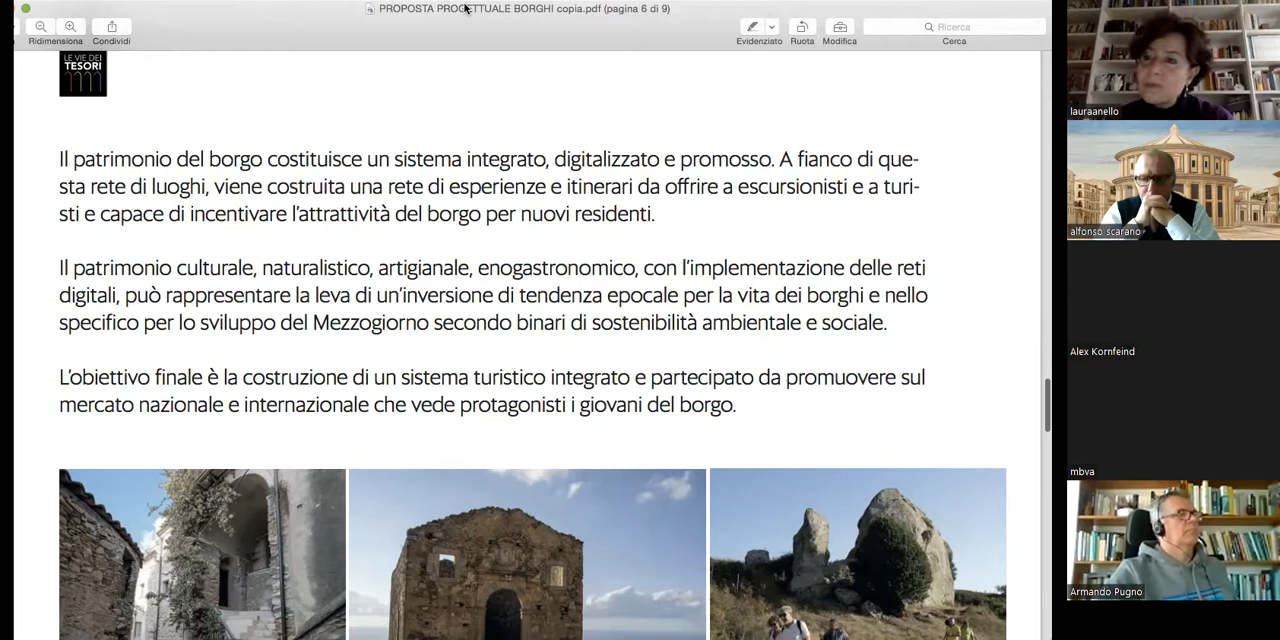 PROPOSTA PROGETTUALE BORGHI copia.pdf (pagina 6 di 9)
Ridimensiona
Condividi
Evidenziato
Ruota
Modifica
Ricerca
Cerca
LE VIE DEI
TESORI
Il patrimonio del borgo costituisce un sistema integrato, digitalizzato e promosso. A fianco di que-
sta rete di luoghi, viene costruita una rete di esperienze e itinerari da offrire a escursionisti e a turi-
sti e capace di incentivare l'attrattività del borgo per nuovi residenti.
Il patrimonio culturale, naturalistico, artigianale, enogastronomico, con l'implementazione delle reti
digitali, può rappresentare la leva di un'inversione di tendenza epocale per la vita dei borghi e nello
specifico per lo sviluppo del Mezzogiorno secondo binari di sostenibilità ambientale e sociale.
L'obiettivo finale è la costruzione di un sistema turistico integrato e partecipato da promuovere sul
mercato nazionale e internazionale che vede protagonisti i giovani del borgo.
lauraanello
alfonso scarano
Alex Kornfeind
mbva
Armando Pugno